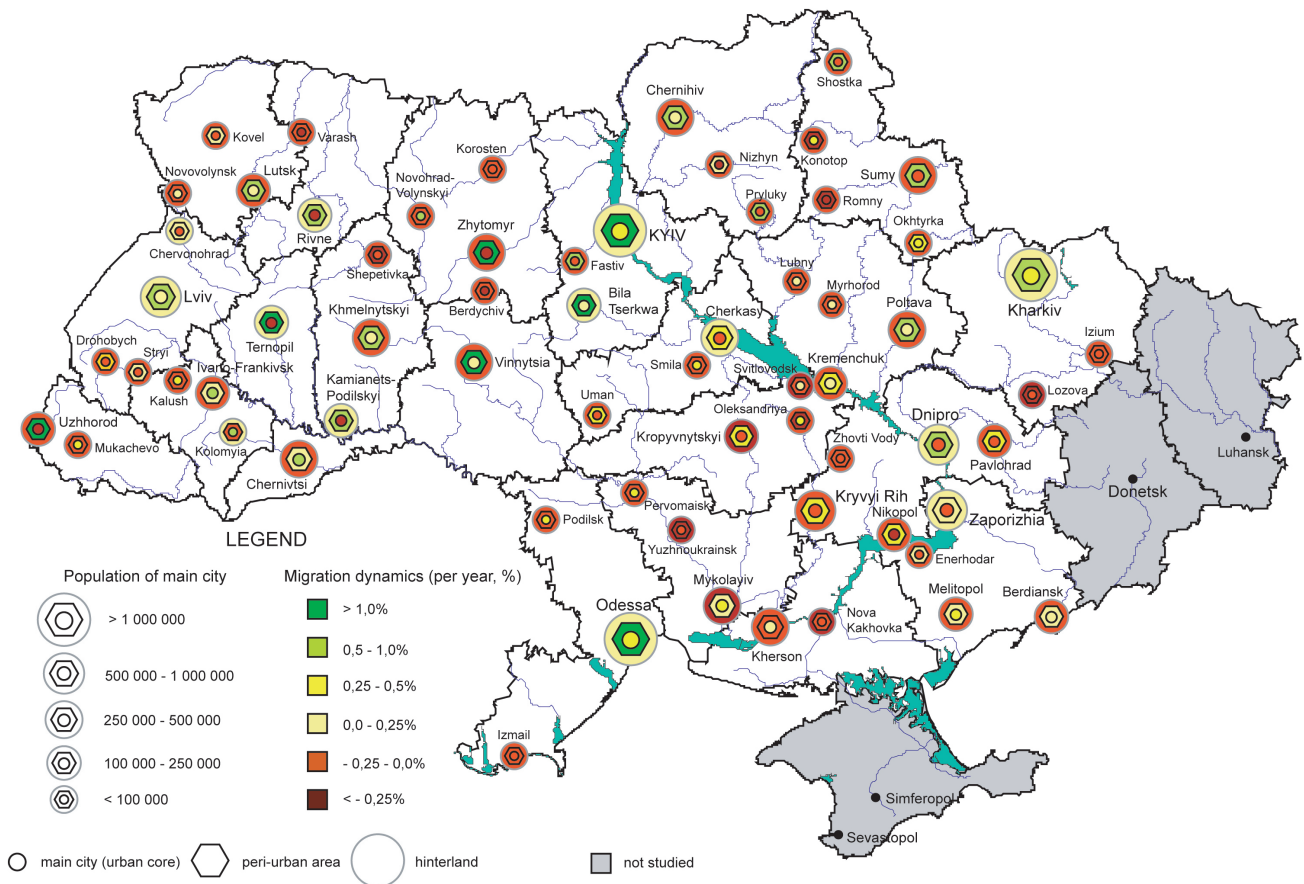 Shostka
Chernihiv
Kovel
Varash
Korosten
Nizhyn
Konotop
Novovolynsk
Lutsk
Novohrad-
Volynskyi
Sumy
Pryluky
Romny
Rivne
Okhtyrka
Zhytomyr
KYIV
Chervonohrad
Shepetivka
Fastiv
Lubny
Lviv
Berdychiv
Bila
Tserkwa
Myrhorod
Kharkiv
Khmelnytskyi
Cherkasy
Poltava
Drohobych
Stryi
Ternopil
Izium
Ivano-Frankivsk
Vinnytsia
Smila
Kremenchuk
Svitlovodsk
Kalush
Kamianets-
Podilskyi
Uman
Lozova
Oleksandriya
Uzhhorod
Dnipro
Mukachevo
Kolomyia
Kropyvnytskyi
Zhovti Vody
Luhansk
Chernivtsi
Pavlohrad
Donetsk
Pervomaisk
Kryvyi Rih
Nikopol
Podilsk
Zaporizhia
Yuzhnoukrainsk
Enerhodar
Mykolayiv
Melitopol
Berdiansk
Odessa
Nova
Kakhovka
Kherson
Izmail
Simferopol
Sevastopol
LEGEND
Population of main city
> 1 000 000
500 000 - 1 000 000
250 000 - 500 000
100 000 - 250 000
< 100 000
Migration dynamics (per year, %)
> 1,0%
0,5 - 1,0%
0,25 - 0,5%
0,0 - 0,25%
- 0,25 - 0,0%
< - 0,25%
main city (urban core)
peri-urban area
hinterland
not studied